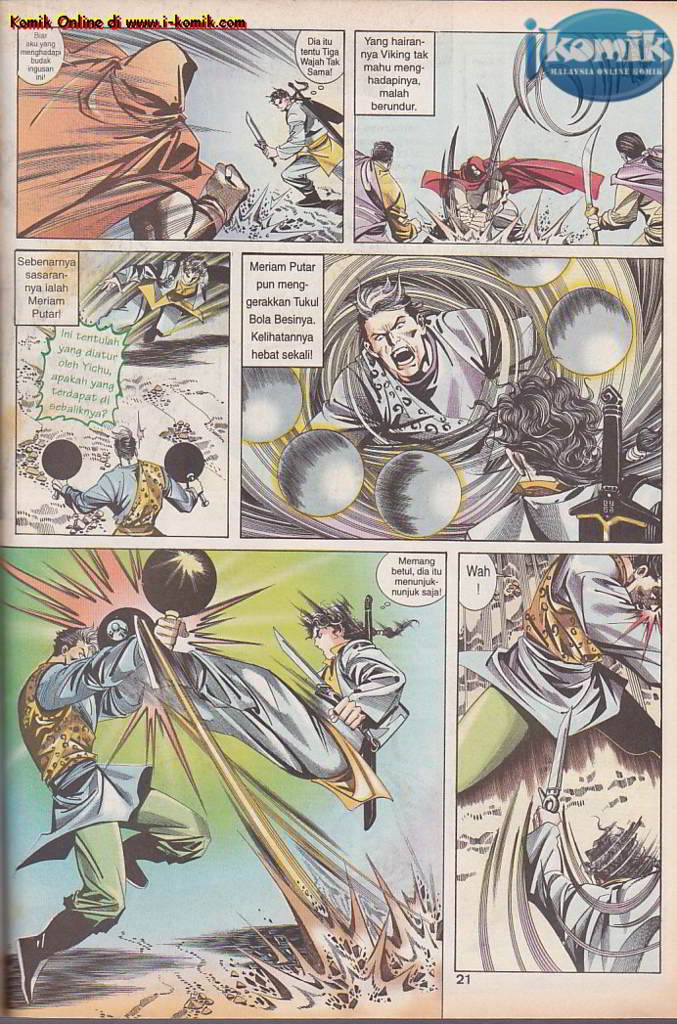 Komik Online di www.i-komik.com
ikomik
MALAYSIA ONLINE KOMIK
Biar
aku yang
menghadapi
budak
ingusan
ini!
Dia itu
tentu Tiga
Wajah Tak
Sama!
Yang hairan-
nya Viking tak
mahu meng-
hadapinya,
malah
berundur.
Sebenarnya
sasaran-
nya ialah
Meriam
Putar!
Ini tentulah
yang diatur
oleh Yichu,
apakah yang
terdapat di
sebaliknya?
Meriam Putar
pun meng-
gerakkan Tukul
Bola Besinya.
Kelihatannya
hebat sekali!
Memang
betul, dia itu
menunjuk-
nunjuk saja!
Wah
!
21